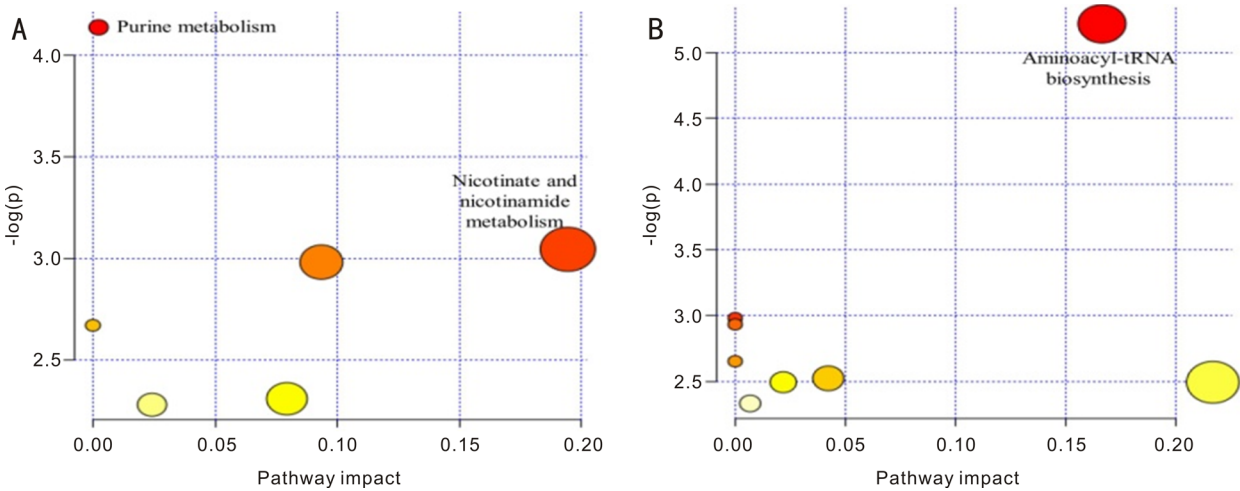 A
Purine metabolism
4.0
3.5
Nicotinate and
nicotinamide
metabolism
3.0
2.5
-log(p)
0.00 0.05 0.10 0.15 0.20
Pathway impact
B
5.0
Aminoacyl-tRNA
biosynthesis
4.5
4.0
3.5
3.0
2.5
-log(p)
0.00 0.05 0.10 0.15 0.20
Pathway impact